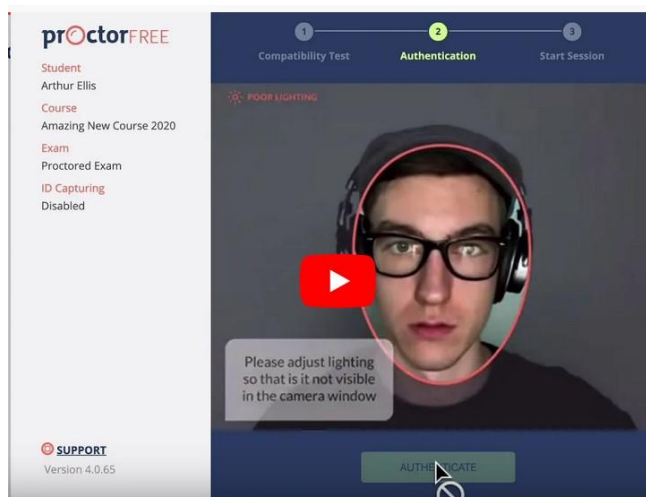 proctorFREE
Student
Arthur Ellis
Course
Amazing New Course 2020
Exam
Proctored Exam
ID Capturing
Disabled
SUPPORT
Version 4.0.65
1
2
3
Compatibility Test
Authentication
Start Session
POOR LIGHTING
Please adjust lighting
so that is it not visible
in the camera window
AUTHENTICATE